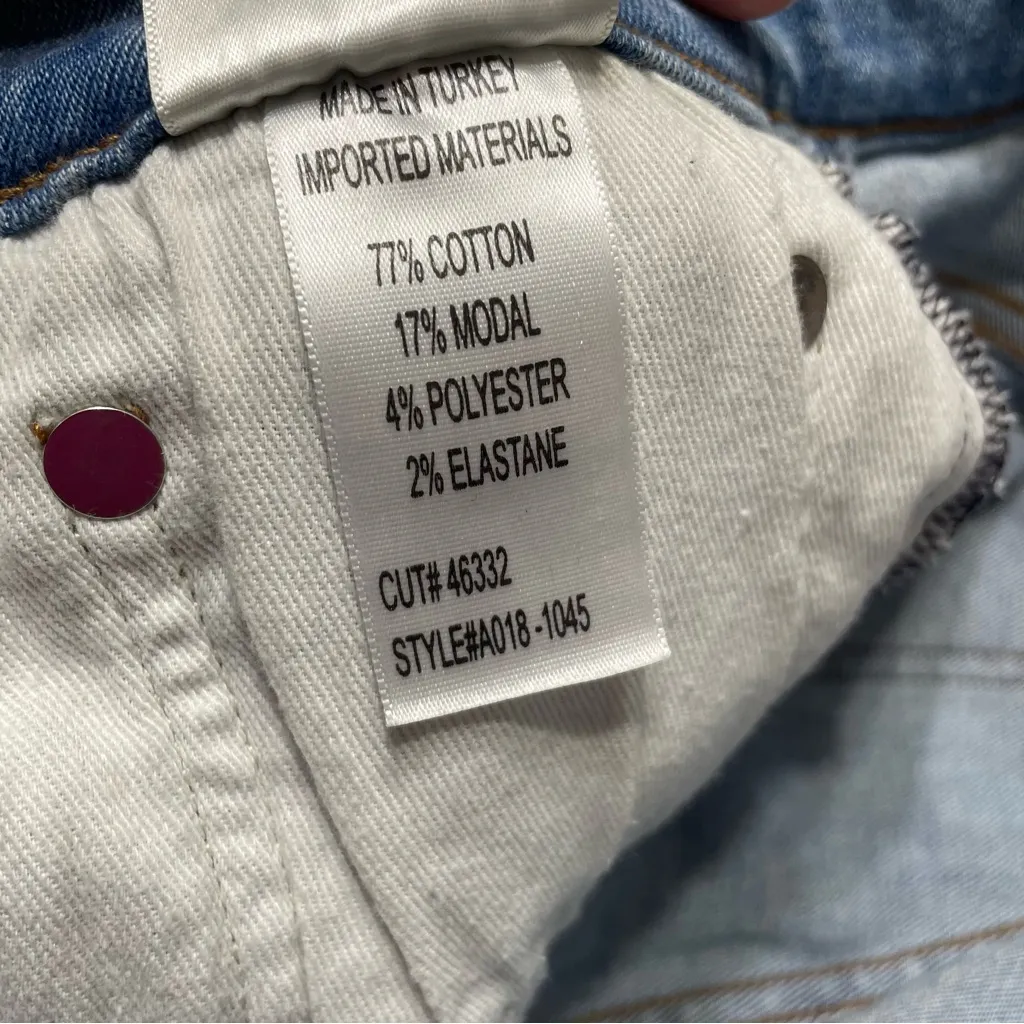 MADE IN TURKEY
IMPORTED MATERIALS
77% COTTON
17% MODAL
4% POLYESTER
2% ELASTANE
CUT# 46332
STYLE#A018 -1045